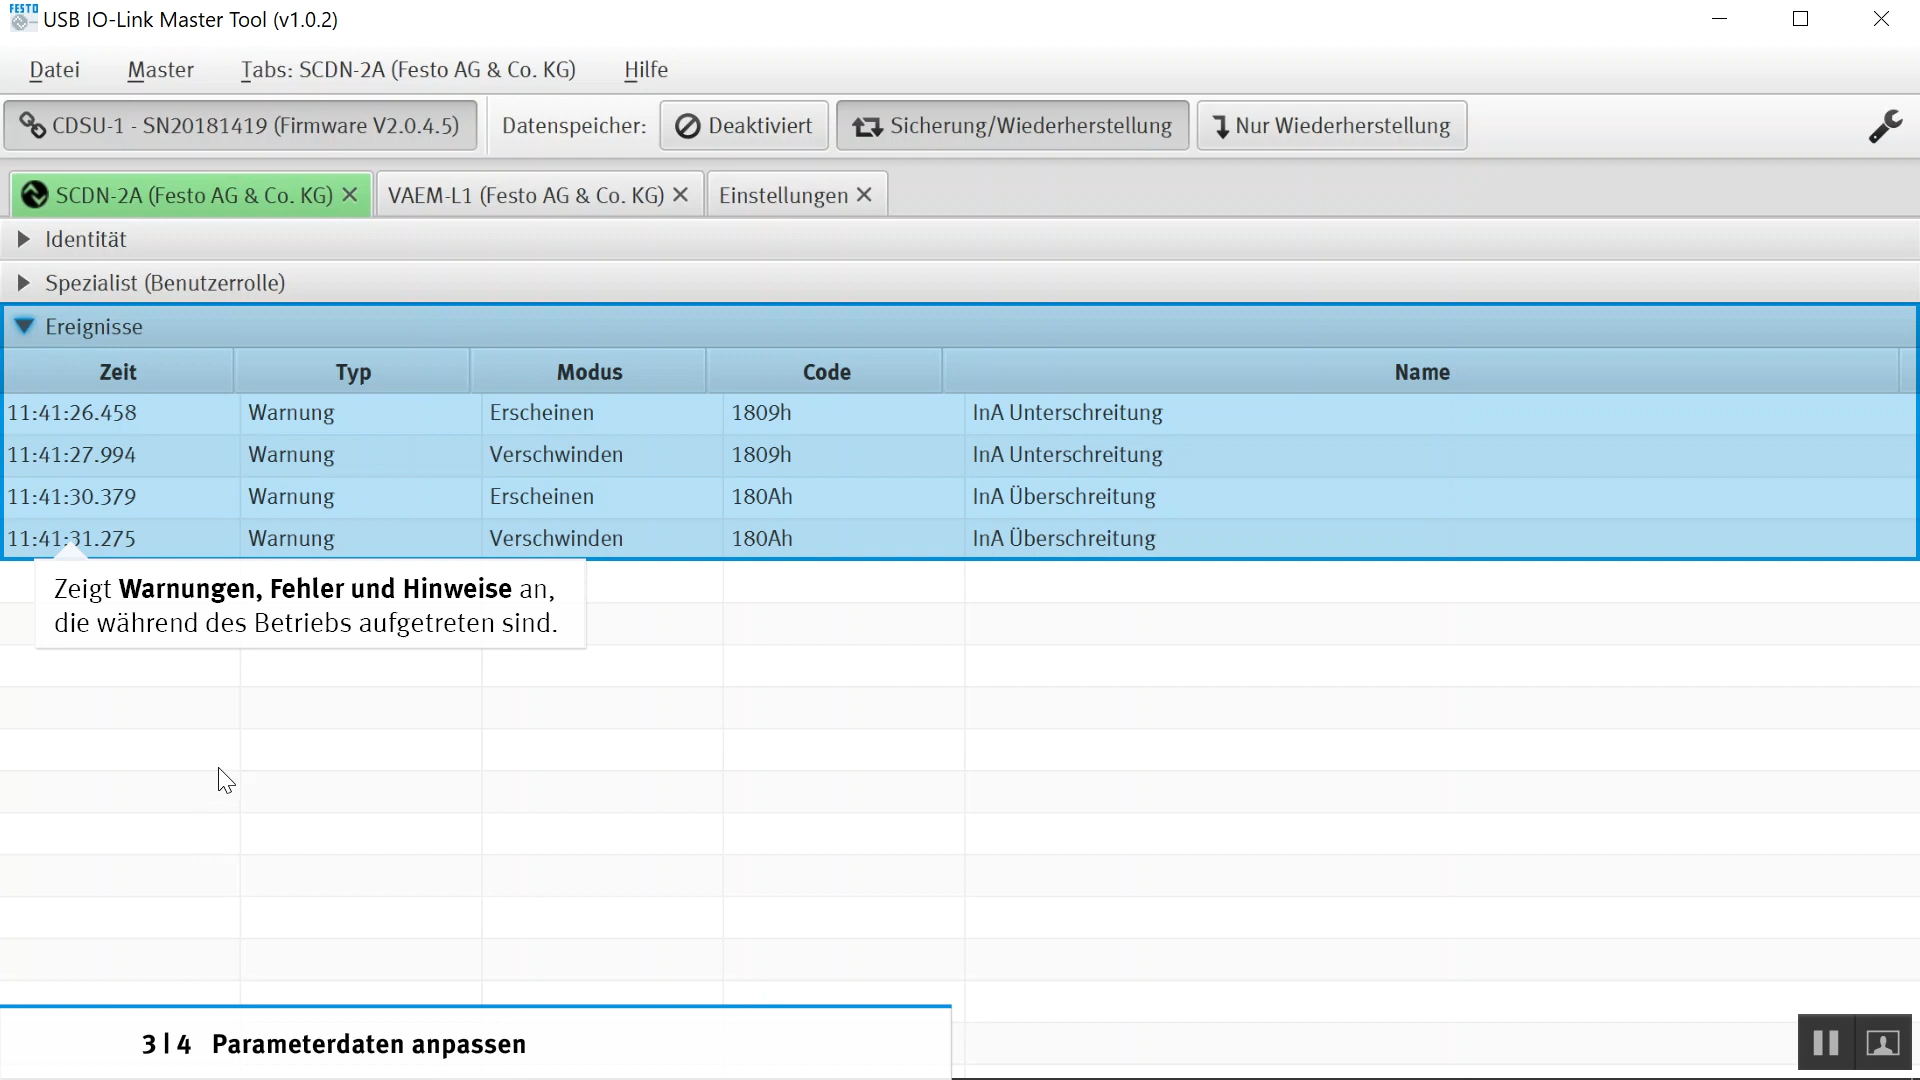 FESTO
USB IO-Link Master Tool (v1.0.2)
Datei Master Tabs: SCDN-2A (Festo AG & Co. KG) Hilfe
CDSU-1 - SN20181419 (Firmware V2.0.4.5) Datenspeicher: Deaktiviert Sicherung/Wiederherstellung Nur Wiederherstellung
SCDN-2A (Festo AG & Co. KG) VAEM-L1 (Festo AG & Co. KG) Einstellungen
Identität
Spezialist (Benutzerrolle)
Ereignisse
Zeit Typ Modus Code Name
11:41:26.458 Warnung Erscheinen 1809h InA Unterschreitung
11:41:27.994 Warnung Verschwinden 1809h InA Unterschreitung
11:41:30.379 Warnung Erscheinen 180Ah InA Überschreitung
11:41:31.275 Warnung Verschwinden 180Ah InA Überschreitung
Zeigt Warnungen, Fehler und Hinweise an,
die während des Betriebs aufgetreten sind.
3 | 4 Parameterdaten anpassen